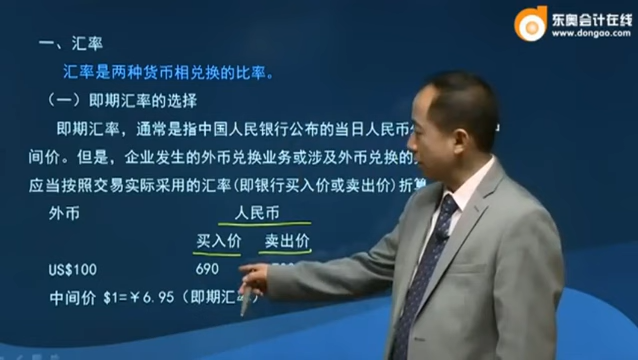 东奥会计在线
www.dongao.com
一、汇率
汇率是两种货币相兑换的比率。
（一）即期汇率的选择
即期汇率，通常是指中国人民银行公布的当日人民币
间价。但是，企业发生的外币兑换业务或涉及外币兑换的
应当按照交易实际采用的汇率(即银行买入价或卖出价)折算
外币 人民币
买入价 卖出价
US$100 690
中间价 $1=￥6.95（即期汇率）